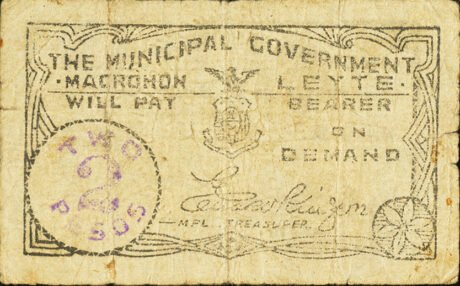 THE MUNICIPAL GOVERNMENT
· MACROHON LEYTE ·
WILL PAY BEARER
ON
DEMAND
TWO
2
PESOS
MPL. TREASURER